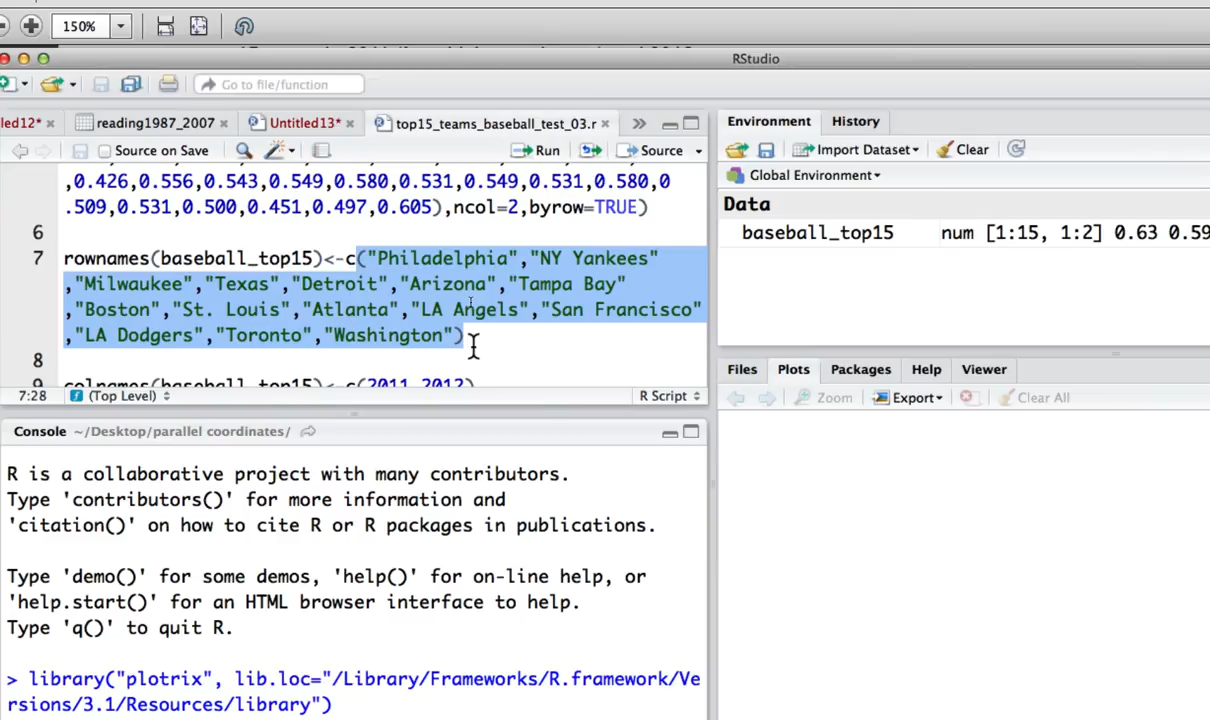 150%
RStudio
Go to file/function
led12* × reading1987_2007 × Untitled13* × top15_teams_baseball_test_03.r ×
Source on Save Run Source
,0.426,0.556,0.543,0.549,0.580,0.531,0.549,0.531,0.580,0
.509,0.531,0.500,0.451,0.497,0.605),ncol=2,byrow=TRUE)
6
7 rownames(baseball_top15)<-c("Philadelphia","NY Yankees"
,"Milwaukee","Texas","Detroit","Arizona","Tampa Bay"
,"Boston","St. Louis","Atlanta","LA Angels","San Francisco"
,"LA Dodgers","Toronto","Washington")
8
9 colnames(baseball_top15)<-c(2011,2012)
7:28 (Top Level) R Script
Console ~/Desktop/parallel coordinates/
R is a collaborative project with many contributors.
Type 'contributors()' for more information and
'citation()' on how to cite R or R packages in publications.
Type 'demo()' for some demos, 'help()' for on-line help, or
'help.start()' for an HTML browser interface to help.
Type 'q()' to quit R.
> library("plotrix", lib.loc="/Library/Frameworks/R.framework/Ve
rsions/3.1/Resources/library")
Environment History
Import Dataset Clear
Global Environment
Data
baseball_top15 num [1:15, 1:2] 0.63 0.59
Files Plots Packages Help Viewer
Zoom Export Clear All